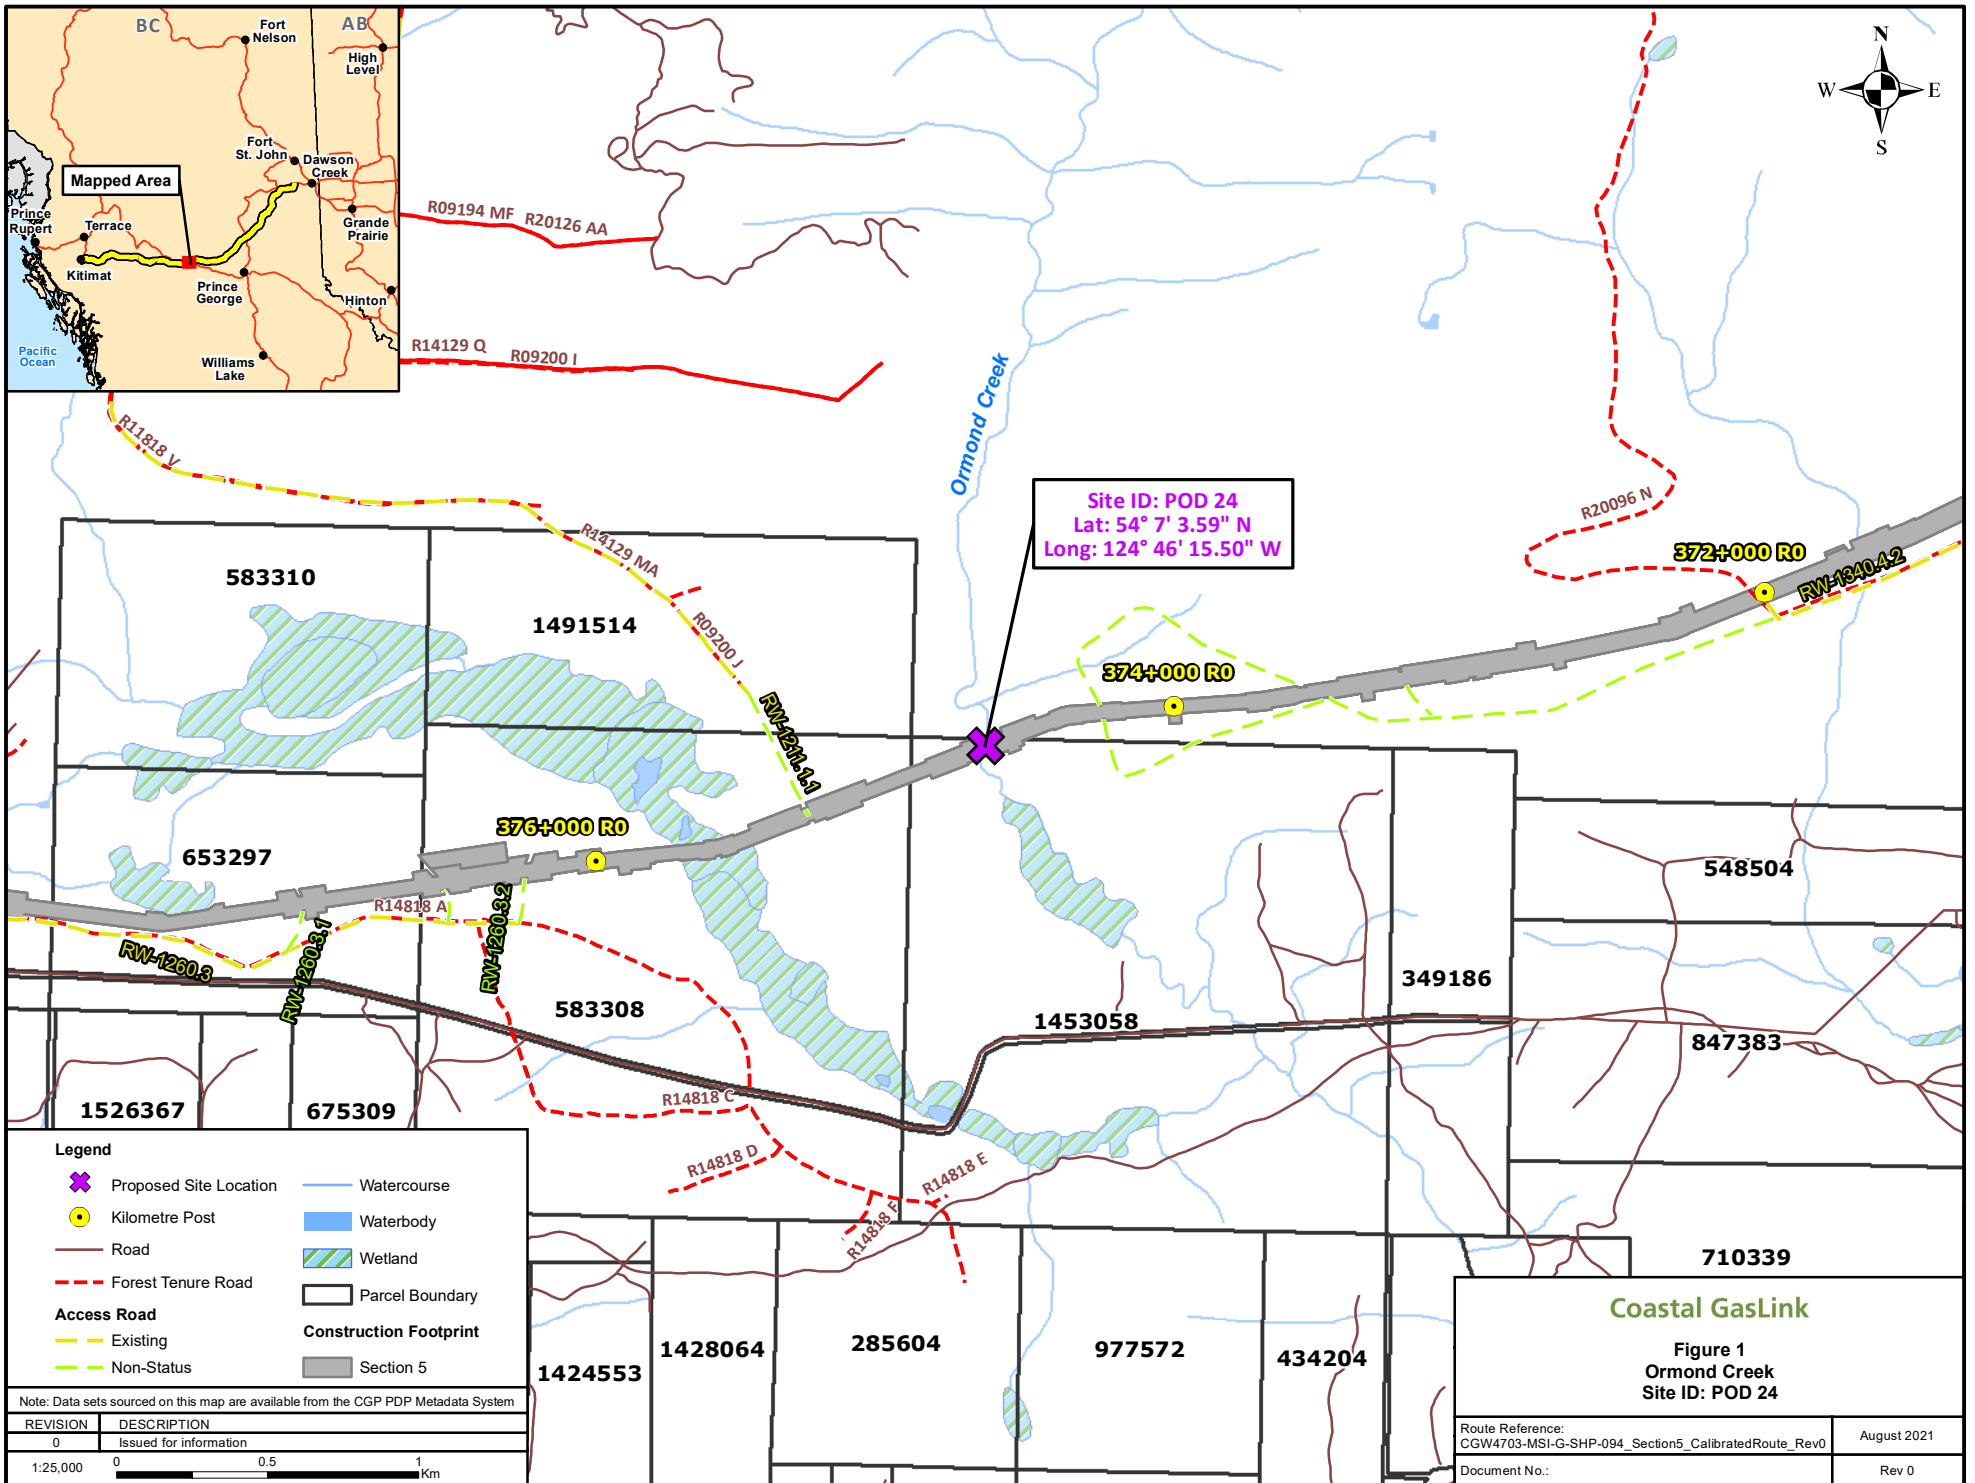 BC
AB
Fort
Nelson
High
Level
Fort
St. John
Dawson
Creek
Mapped Area
Prince
Rupert
Terrace
Grande
Prairie
Kitimat
Prince
George
Hinton
Pacific
Ocean
Williams
Lake
N
W E
S
R09194 MF R20126 AA
R14129 Q R09200 I
R11818 V
Ormond Creek
Site ID: POD 24
Lat: 54° 7' 3.59" N
Long: 124° 46' 15.50" W
R20096 N
372+000 R0
RW-1340.4.2
R14129 MA
583310
1491514
R09200 J
374+000 R0
RW-1211.1.1
376+000 R0
653297
548504
R14818 A
RW-1260.3
RW-1260.3.1
RW-1260.3.2
349186
583308
1453058
847383
1526367
675309
R14818 C
R14818 D
R14818 E
R14818 F
710339
1424553
1428064
285604
977572
434204
Legend
Proposed Site Location
Kilometre Post
Road
Forest Tenure Road
Access Road
Existing
Non-Status
Watercourse
Waterbody
Wetland
Parcel Boundary
Construction Footprint
Section 5
Note: Data sets sourced on this map are available from the CGP PDP Metadata System
REVISION DESCRIPTION
0 Issued for information
1:25,000
0 0.5 1
Km
Coastal GasLink
Figure 1
Ormond Creek
Site ID: POD 24
Route Reference:
CGW4703-MSI-G-SHP-094_Section5_CalibratedRoute_Rev0
August 2021
Document No.:
Rev 0